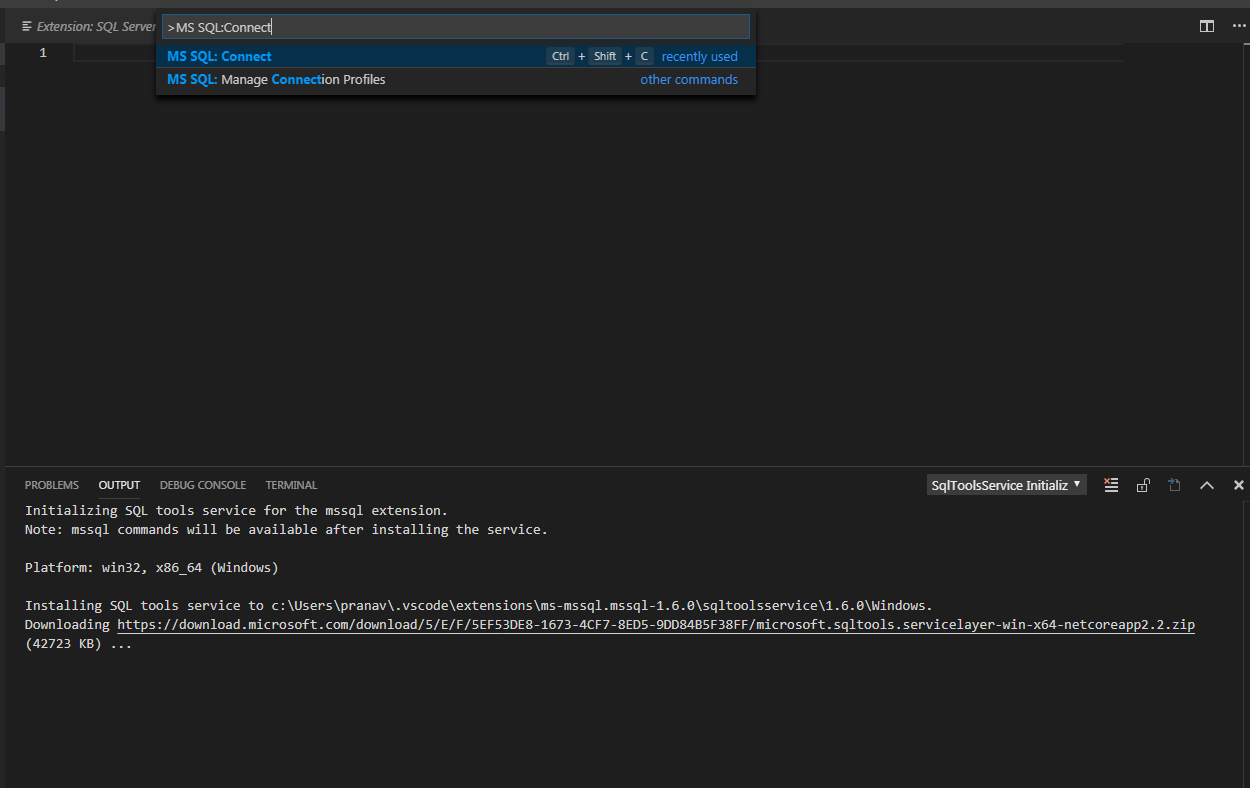 Extension: SQL Server
>MS SQL:Connect
MS SQL: Connect Ctrl + Shift + C recently used
MS SQL: Manage Connection Profiles other commands
1
PROBLEMS OUTPUT DEBUG CONSOLE TERMINAL SqlToolsService Initializ
Initializing SQL tools service for the mssql extension.
Note: mssql commands will be available after installing the service.
Platform: win32, x86_64 (Windows)
Installing SQL tools service to c:\Users\pranav\.vscode\extensions\ms-mssql.mssql-1.6.0\sqltoolsservice\1.6.0\Windows.
Downloading https://download.microsoft.com/download/5/E/F/5EF53DE8-1673-4CF7-8ED5-9DD84B5F38FF/microsoft.sqltools.servicelayer-win-x64-netcoreapp2.2.zip
(42723 KB) ...